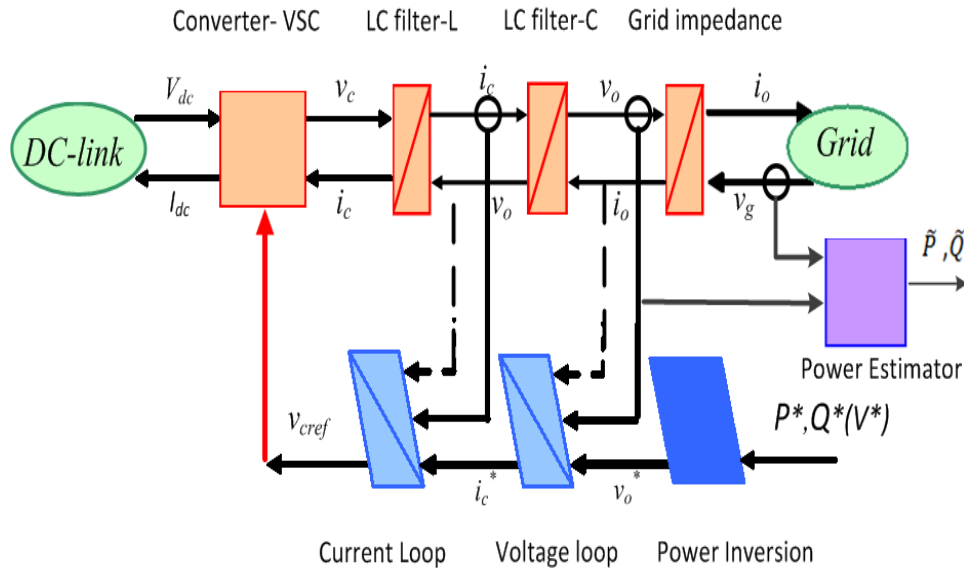 Converter- VSC LC filter-L LC filter-C Grid impedance
V_dc v_c i_c v_o i_o
DC-link Grid
I_dc i_c v_o i_o v_g
P̃ ,Q̃
Power Estimator
P*,Q*(V*)
v_cref
i_c^* v_o^*
Current Loop Voltage loop Power Inversion